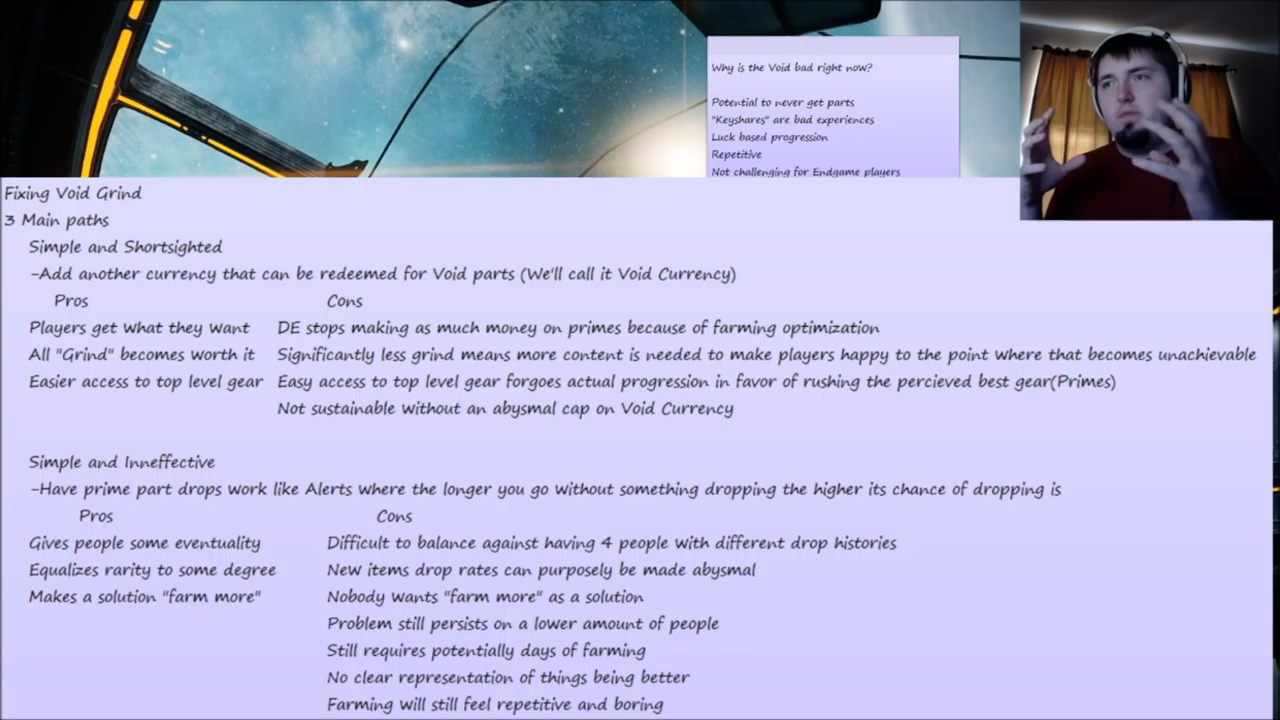 Why is the Void bad right now?
Potential to never get parts
"Keyshares" are bad experiences
Luck based progression
Repetitive
Not challenging for Endgame players
Fixing Void Grind
3 Main paths
Simple and Shortsighted
-Add another currency that can be redeemed for Void parts (We'll call it Void Currency)
Pros Cons
Players get what they want DE stops making as much money on primes because of farming optimization
All "Grind" becomes worth it Significantly less grind means more content is needed to make players happy to the point where that becomes unachievable
Easier access to top level gear Easy access to top level gear forgoes actual progression in favor of rushing the percieved best gear(Primes)
Not sustainable without an abysmal cap on Void Currency
Simple and Inneffective
-Have prime part drops work like Alerts where the longer you go without something dropping the higher its chance of dropping is
Pros Cons
Gives people some eventuality Difficult to balance against having 4 people with different drop histories
Equalizes rarity to some degree New items drop rates can purposely be made abysmal
Makes a solution "farm more" Nobody wants "farm more" as a solution
Problem still persists on a lower amount of people
Still requires potentially days of farming
No clear representation of things being better
Farming will still feel repetitive and boring